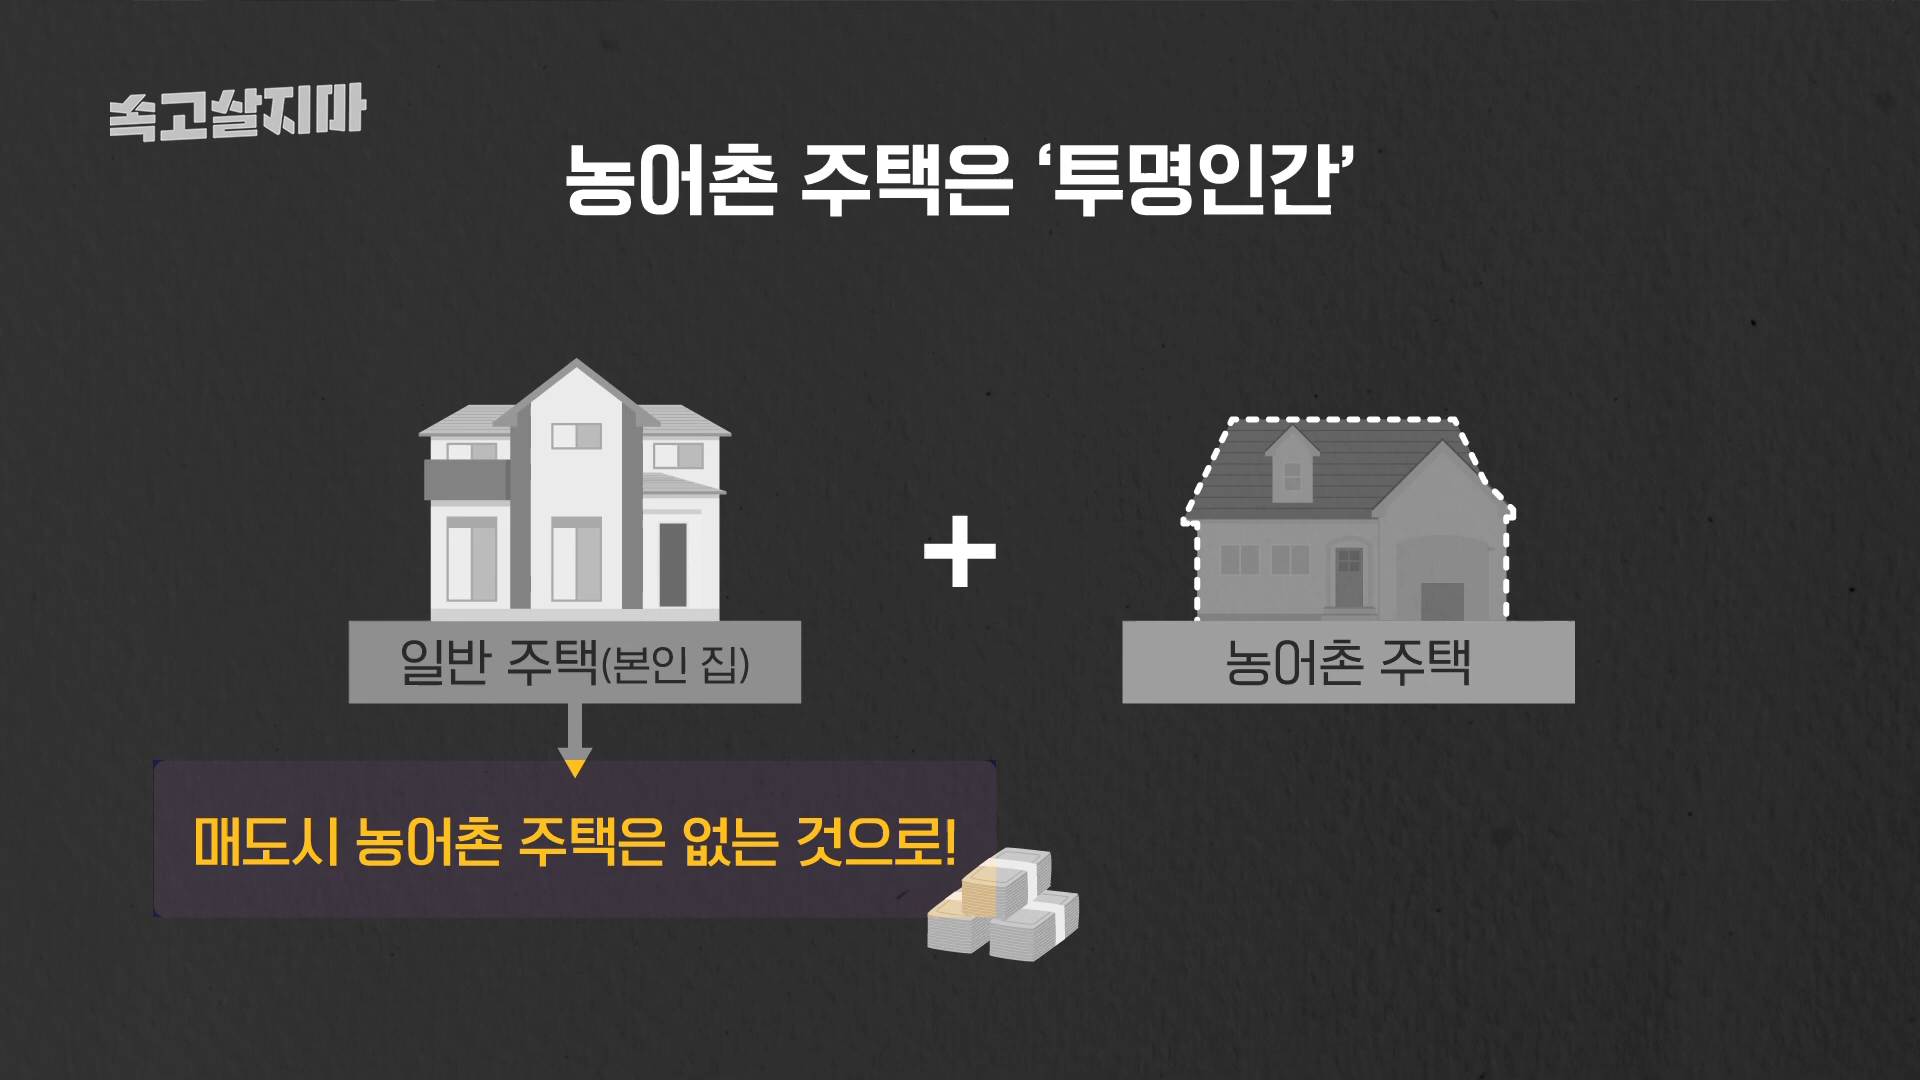 속고살지마
농어촌 주택은 ‘투명인간’
일반 주택(본인 집)
농어촌 주택
매도시 농어촌 주택은 없는 것으로!